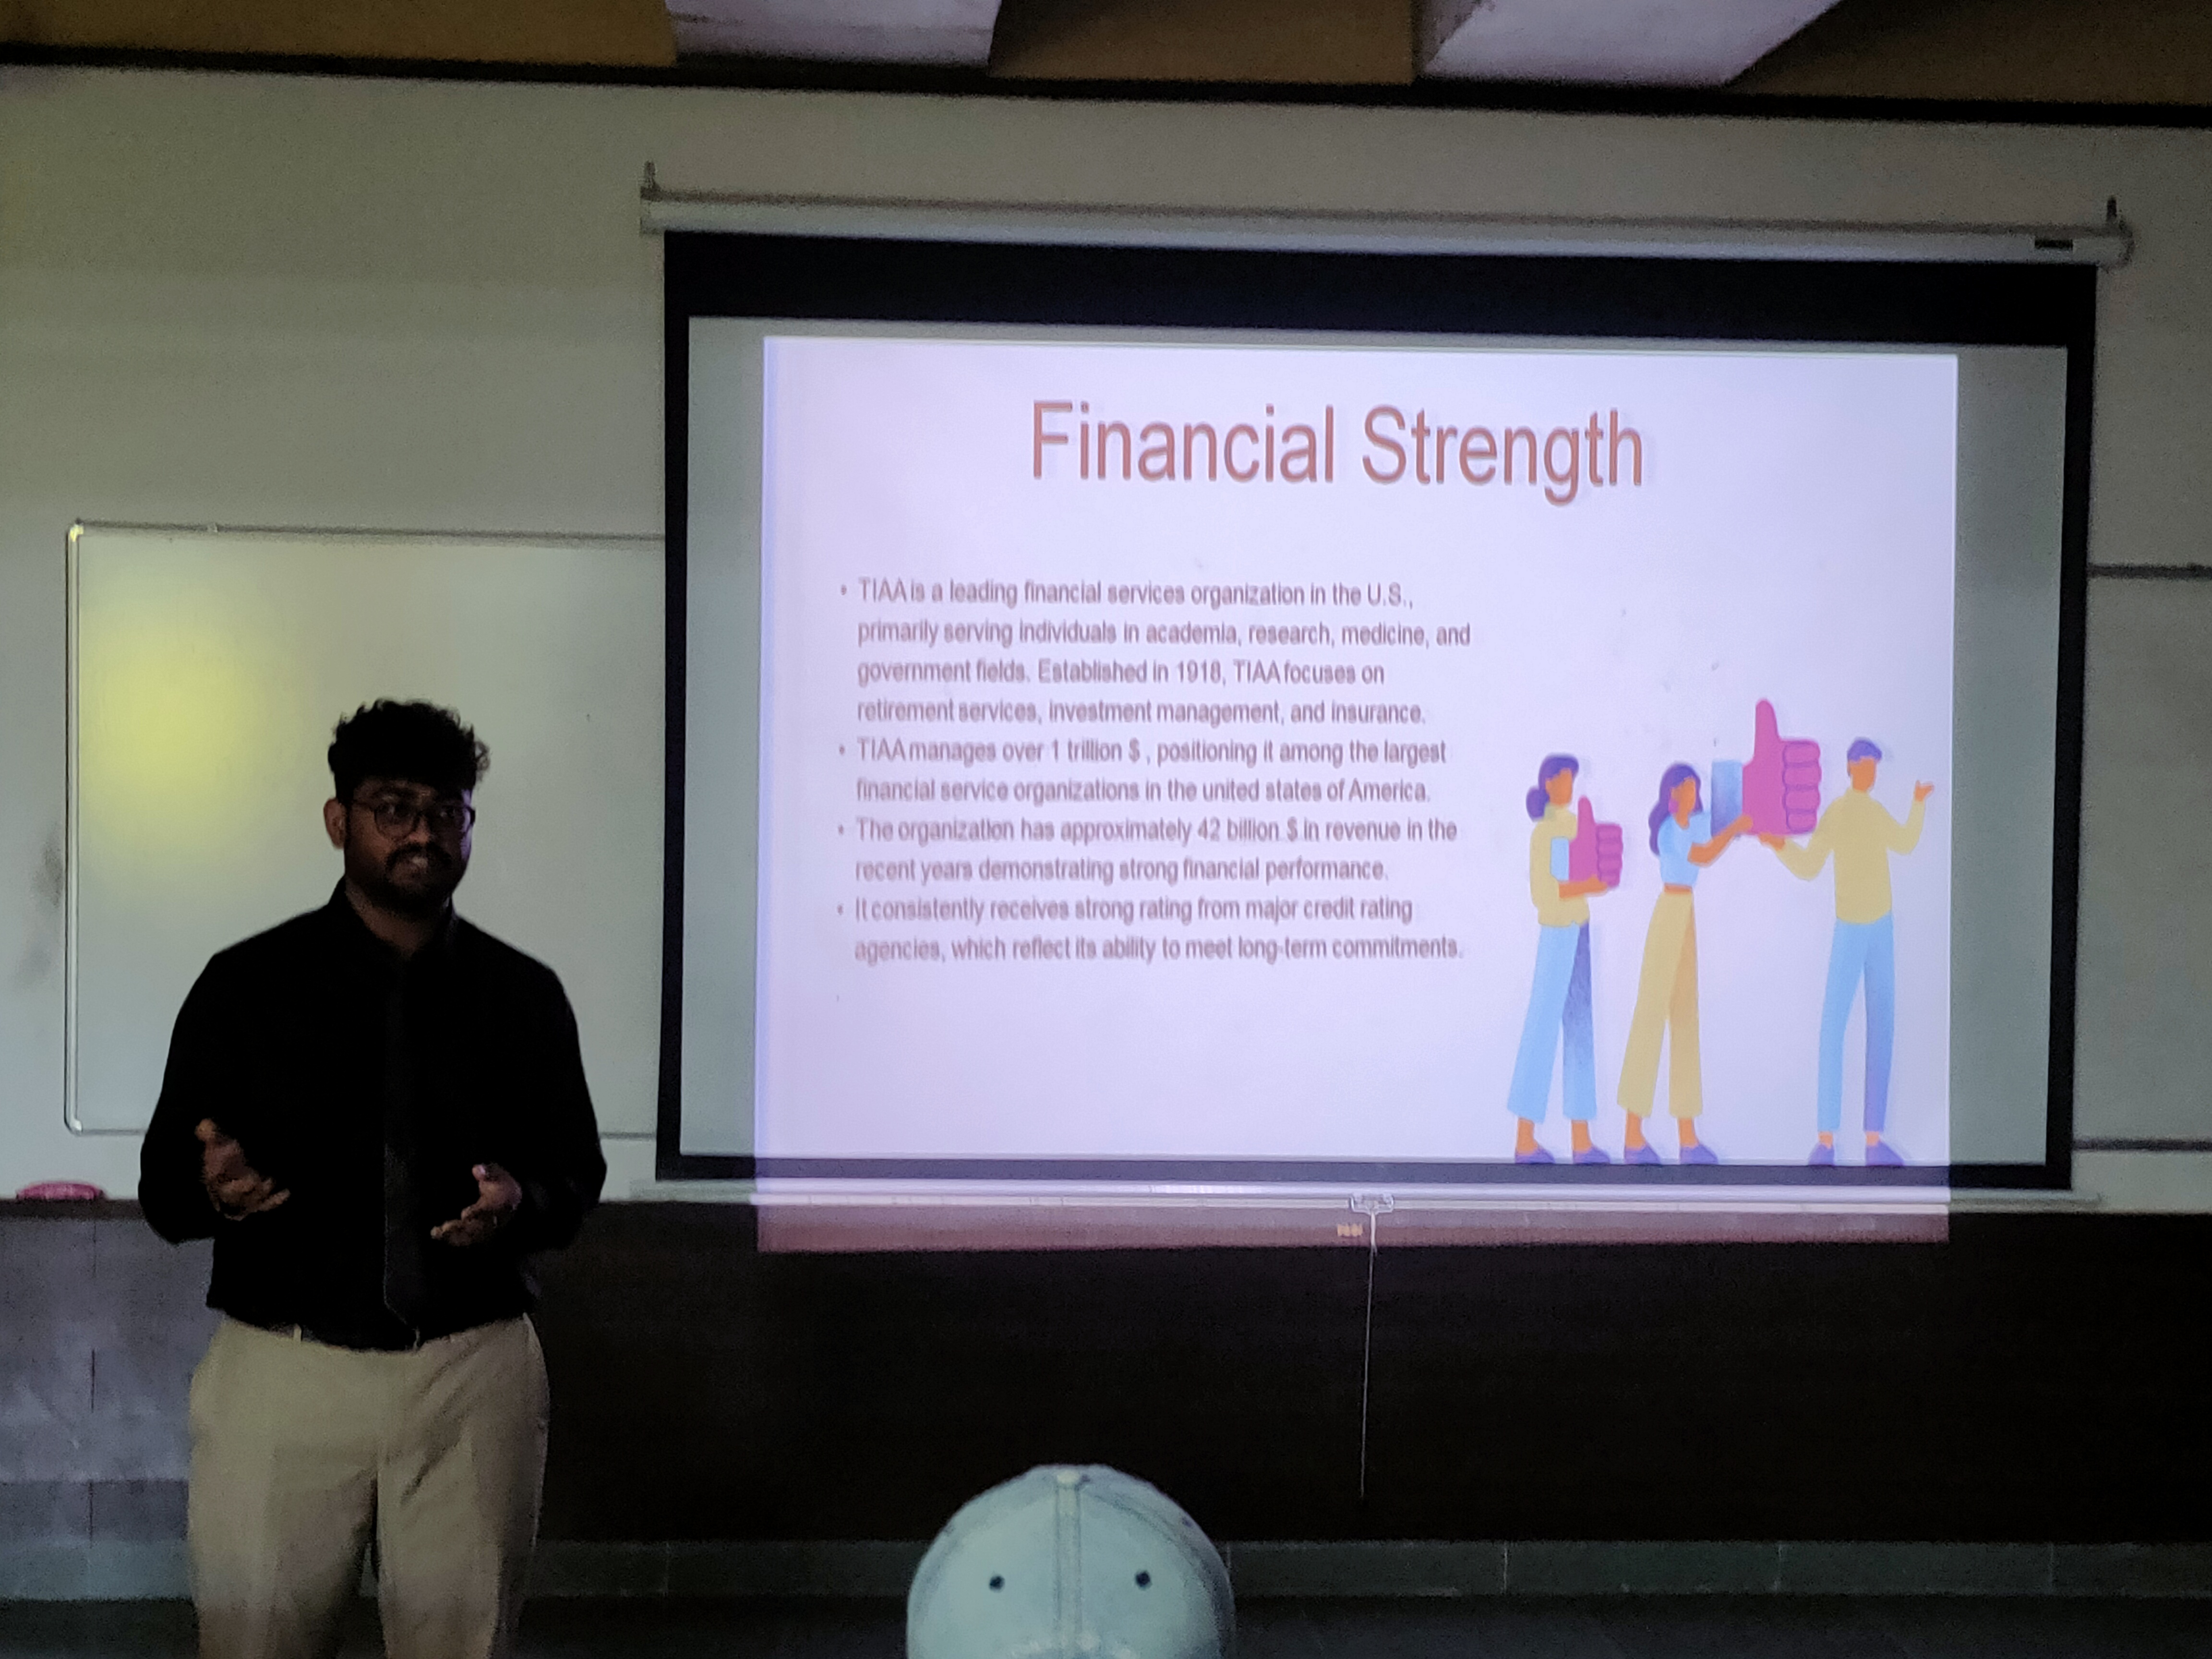 Financial Strength
• TIAA is a leading financial services organization in the U.S.,
primarily serving individuals in academia, research, medicine, and
government fields. Established in 1918, TIAA focuses on
retirement services, investment management, and insurance.
• TIAA manages over 1 trillion $ , positioning it among the largest
financial service organizations in the united states of America.
• The organization has approximately 42 billion $ in revenue in the
recent years demonstrating strong financial performance.
• It consistently receives strong rating from major credit rating
agencies, which reflect its ability to meet long-term commitments.